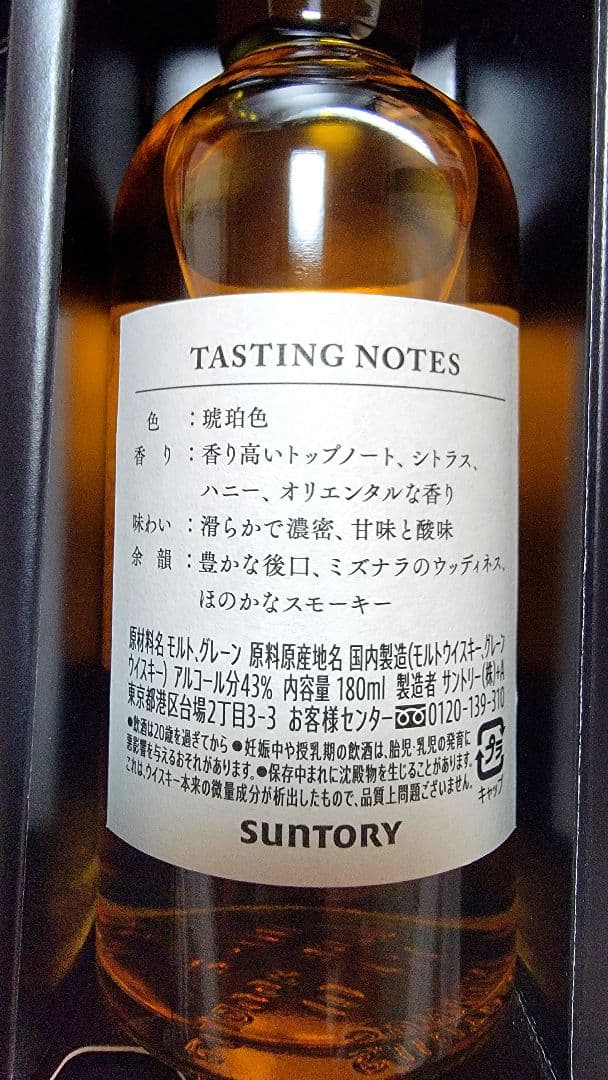 TASTING NOTES
色 : 琥珀色
香り : 香り高いトップノート、シトラス、
ハニー、オリエンタルな香り
味わい : 滑らかで濃密、甘味と酸味
余韻 : 豊かな後口、ミズナラのウッディネス、
ほのかなスモーキー
原材料名 モルト、グレーン 原料原産地名 国内製造(モルトウイスキー、グレーン
ウイスキー) アルコール分43% 内容量 180ml 製造者 サントリー(株)+A
東京都港区台場2丁目3-3 お客様センター 0120-139-310
●飲酒は20歳を過ぎてから ●妊娠中や授乳期の飲酒は、胎児・乳児の発育に
悪影響を与えるおそれがあります。 ●保存中まれに沈殿物を生じることがあります。
これは、ウイスキー本来の微量成分が析出したもので、品質上問題ございません。
プラ
キャップ
SUNTORY